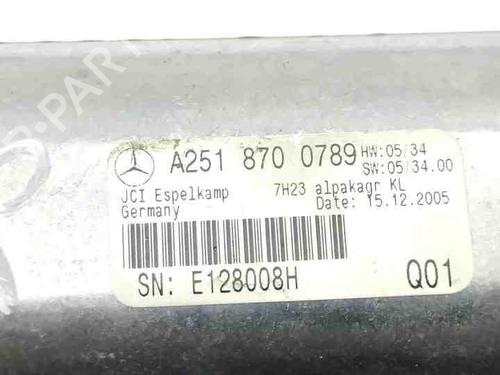 A251 870 0789 HW:05/34
SW:05/34.00
JCI Espelkamp 7H23 alpakagr KL
Germany Date: 15.12.2005
SN: E128008H Q01